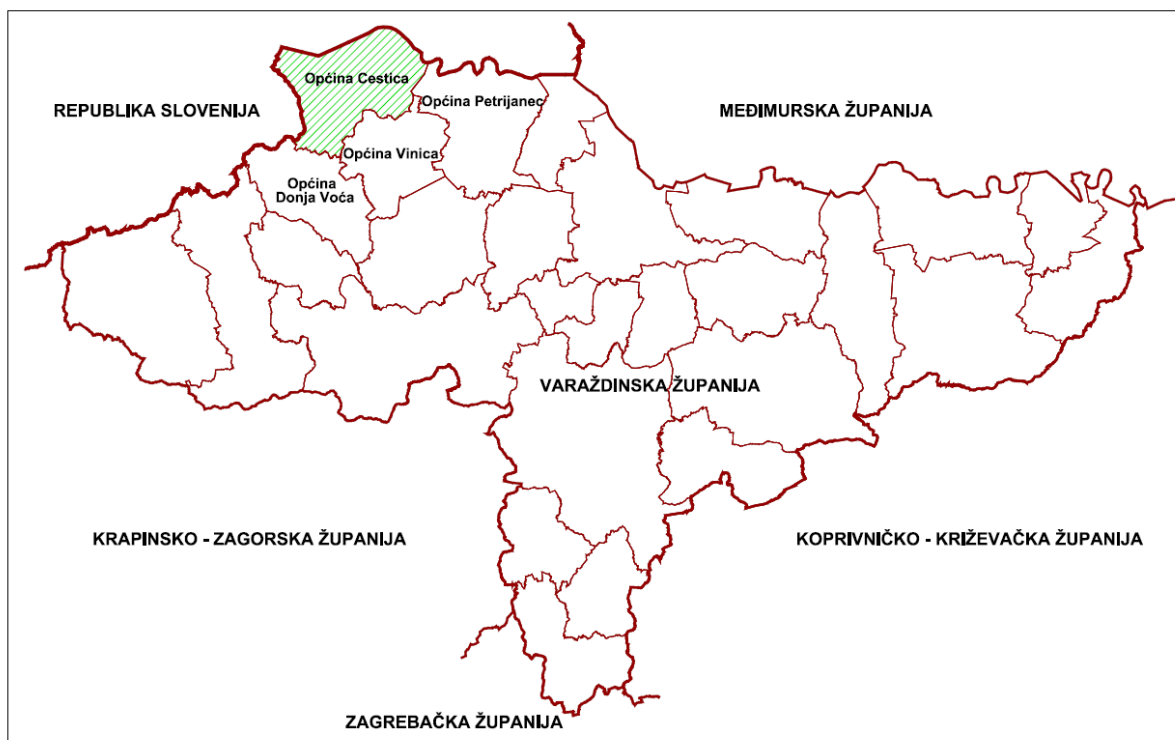 Općina Cestica
Općina Petrijanec
REPUBLIKA SLOVENIJA
MEĐIMURSKA ŽUPANIJA
Općina Vinica
Općina
Donja Voća
VARAŽDINSKA ŽUPANIJA
KRAPINSKO - ZAGORSKA ŽUPANIJA
KOPRIVNIČKO - KRIŽEVAČKA ŽUPANIJA
ZAGREBAČKA ŽUPANIJA